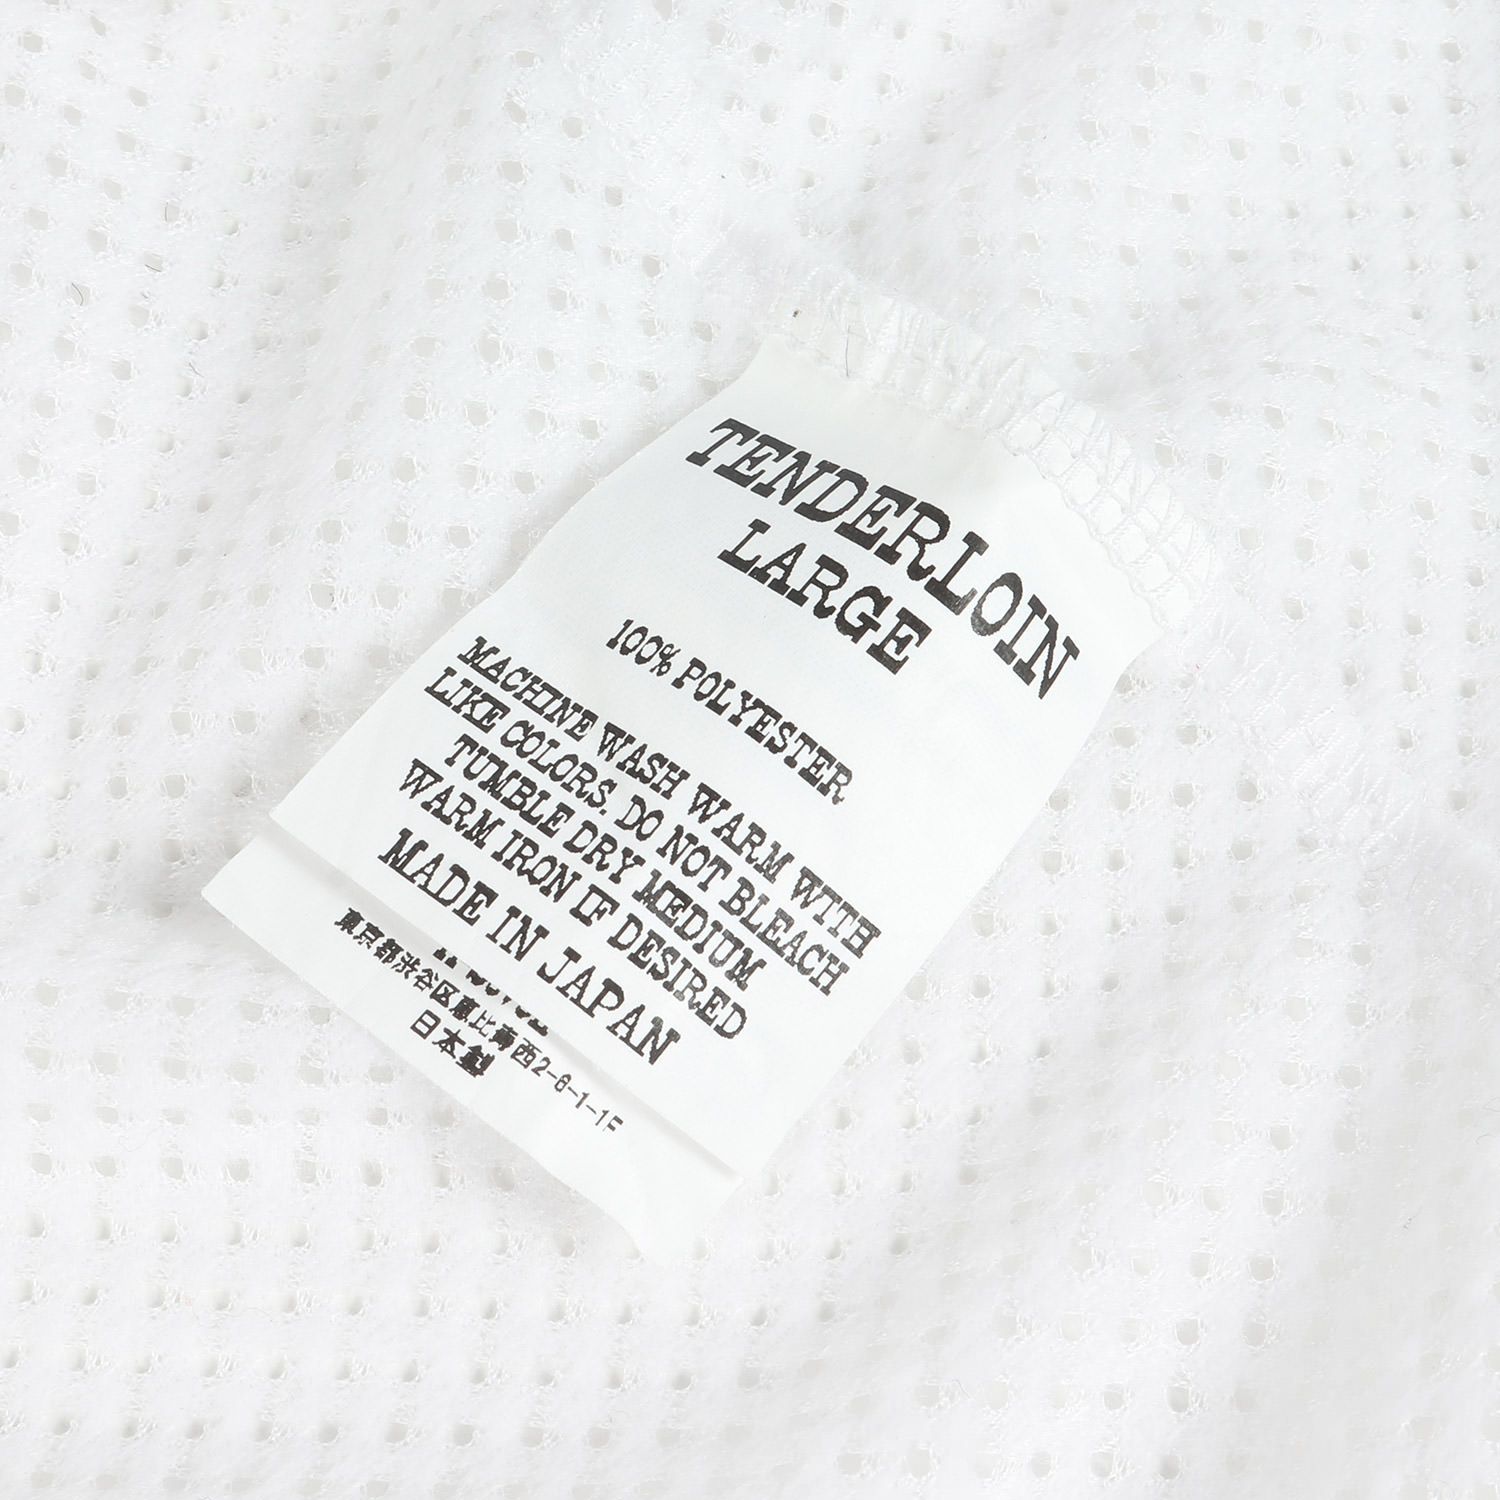 TENDERLOIN
LARGE
100% POLYESTER
MACHINE WASH WARM WITH
LIKE COLORS. DO NOT BLEACH
TUMBLE DRY MEDIUM
WARM IRON IF DESIRED
MADE IN JAPAN
東京都渋谷区恵比寿西2-6-1-1F
日本製